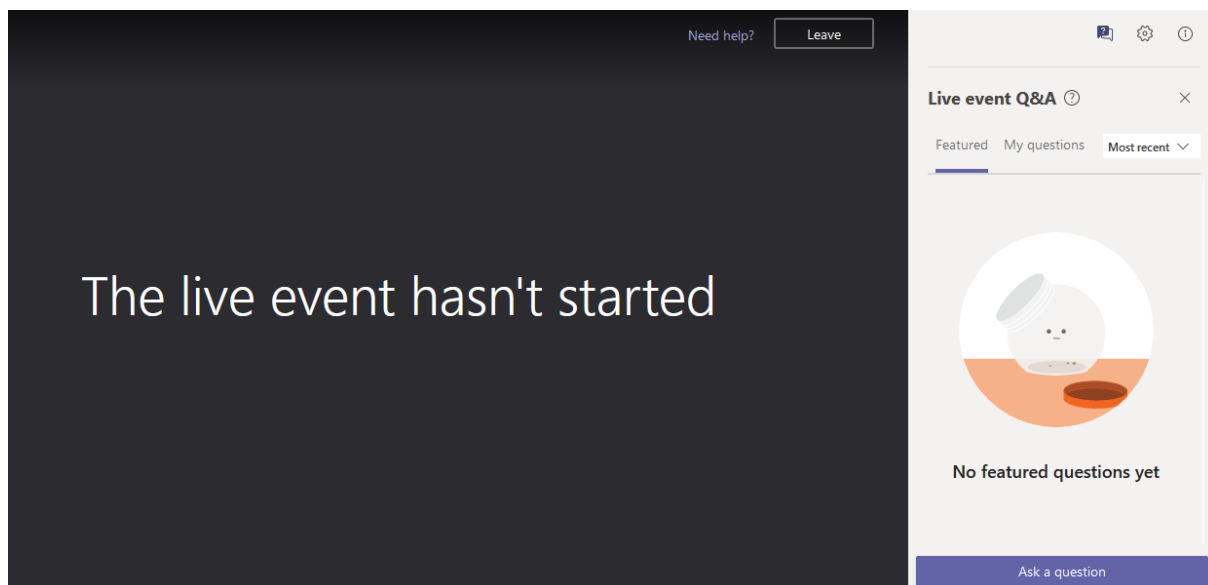 Need help?
Leave
The live event hasn't started
Live event Q&A
Featured
My questions
Most recent
No featured questions yet
Ask a question